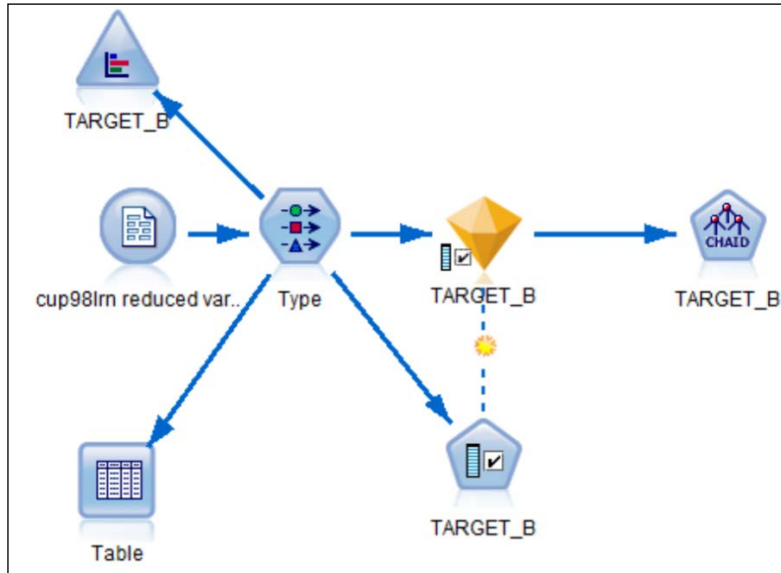 TARGET_B
cup98lrn reduced var..
Type
TARGET_B
CHAID
TARGET_B
TARGET_B
Table